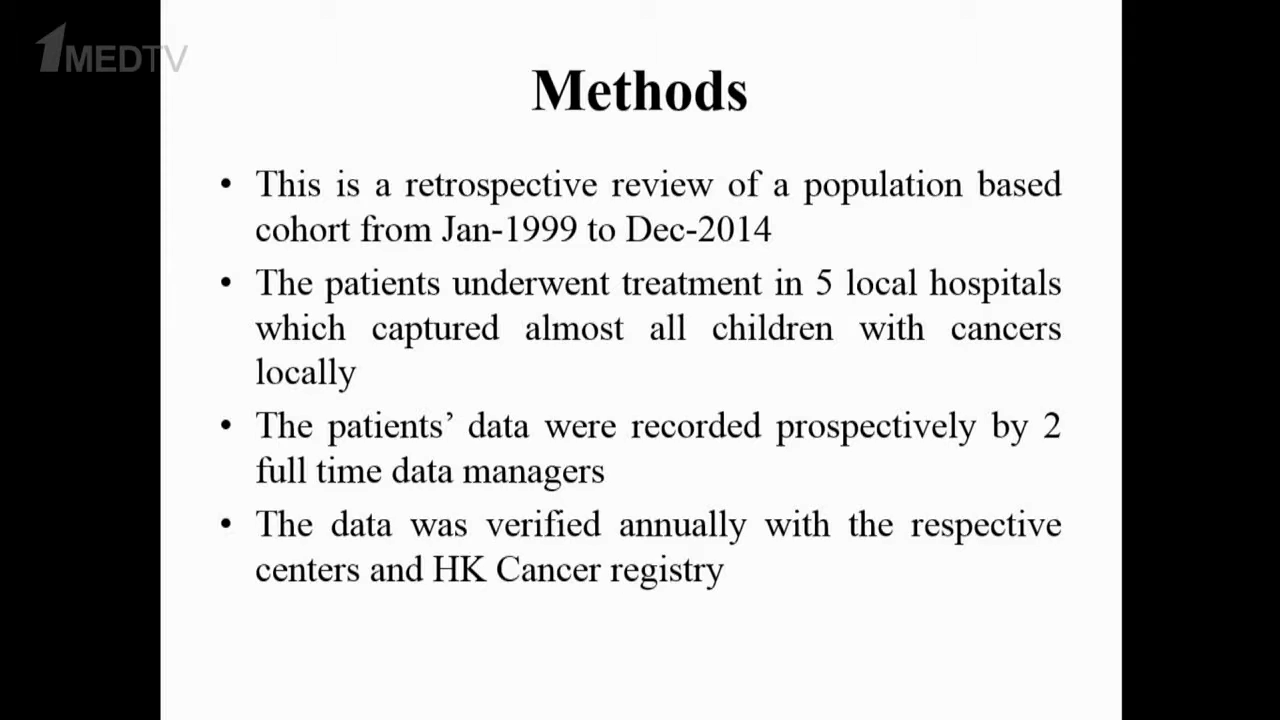 1MEDTV
Methods
• This is a retrospective review of a population based
cohort from Jan-1999 to Dec-2014
• The patients underwent treatment in 5 local hospitals
which captured almost all children with cancers
locally
• The patients’ data were recorded prospectively by 2
full time data managers
• The data was verified annually with the respective
centers and HK Cancer registry